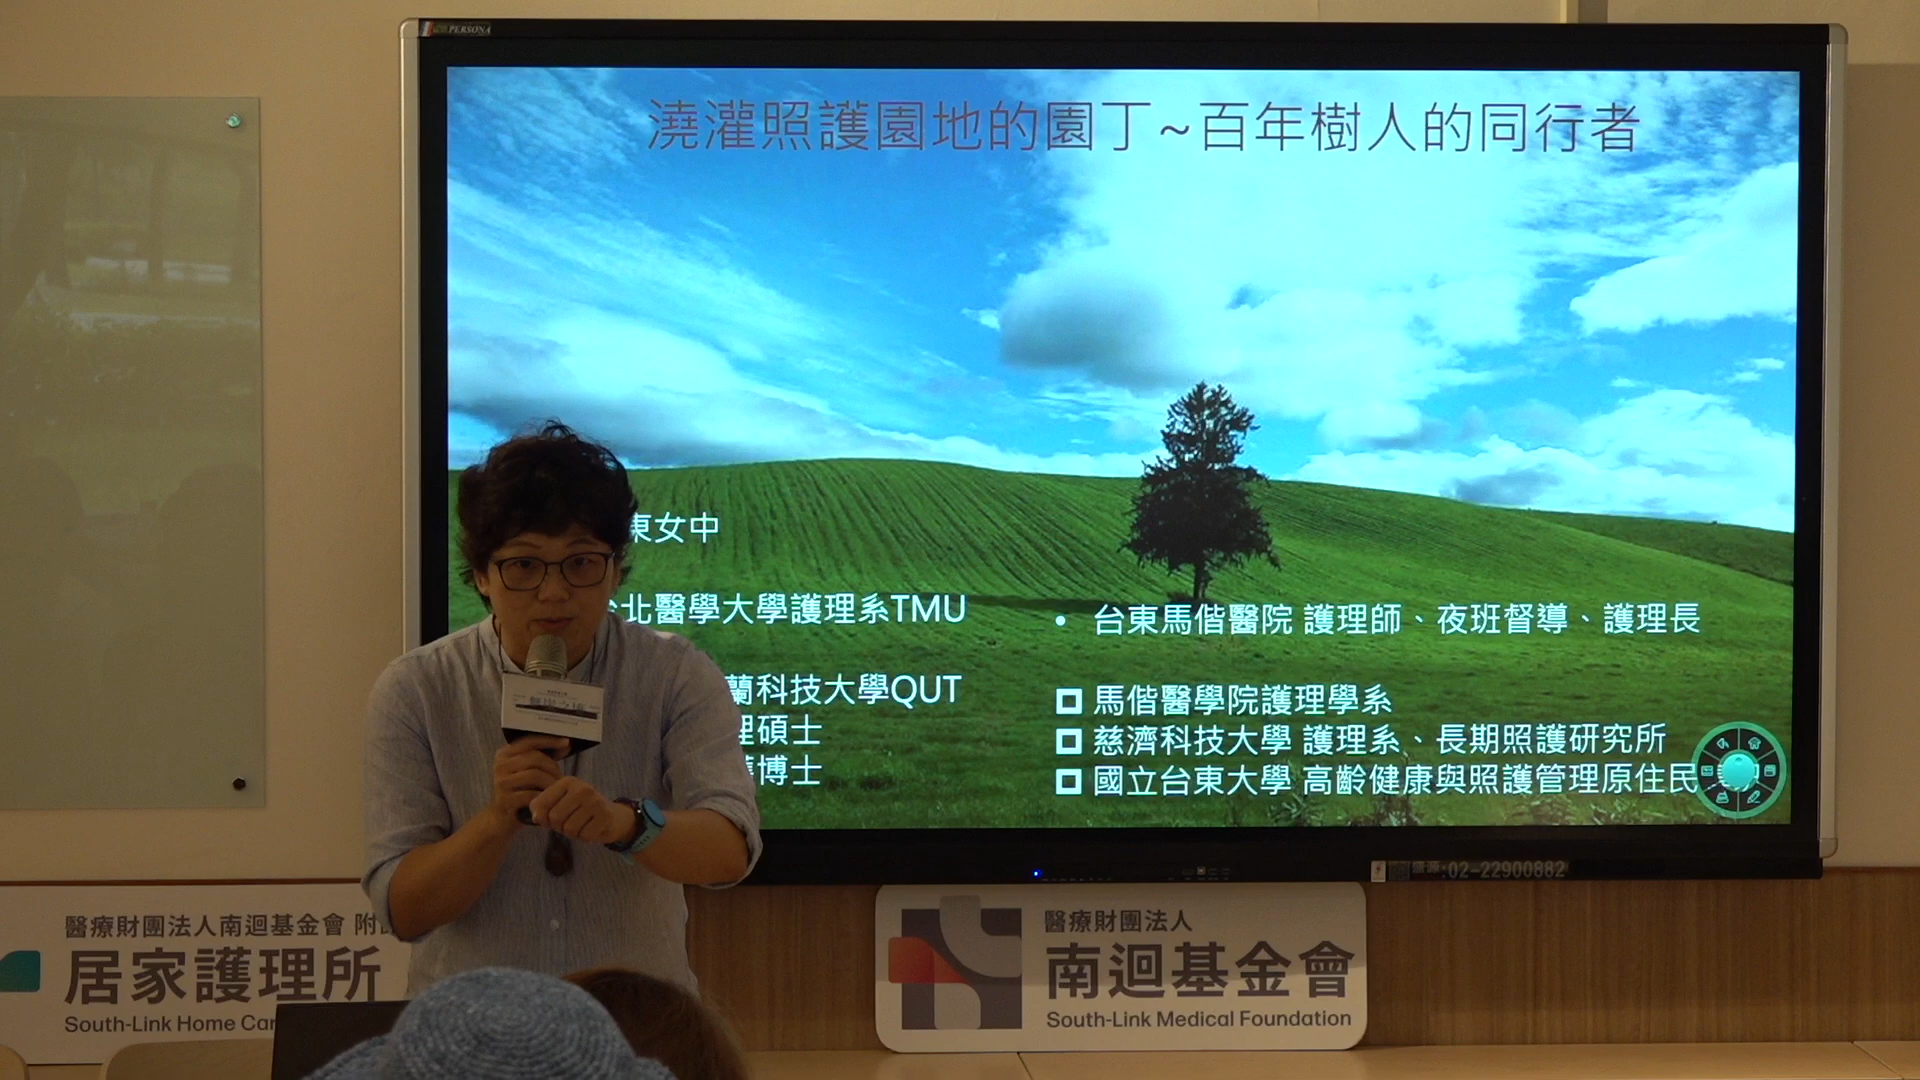 PERSONA
澆灌照護園地的園丁~百年樹人的同行者
東女中
北醫學大學護理系TMU
蘭科技大學QUT
理碩士
博士
• 台東馬偕醫院 護理師、夜班督導、護理長
馬偕醫學院護理學系
慈濟科技大學 護理系、長期照護研究所
國立台東大學 高齡健康與照護管理原住民
:02-22900882
醫療財團法人南迴基金會 附
居家護理所
South-Link Home Car
醫療財團法人
南迴基金會
South-Link Medical Foundation